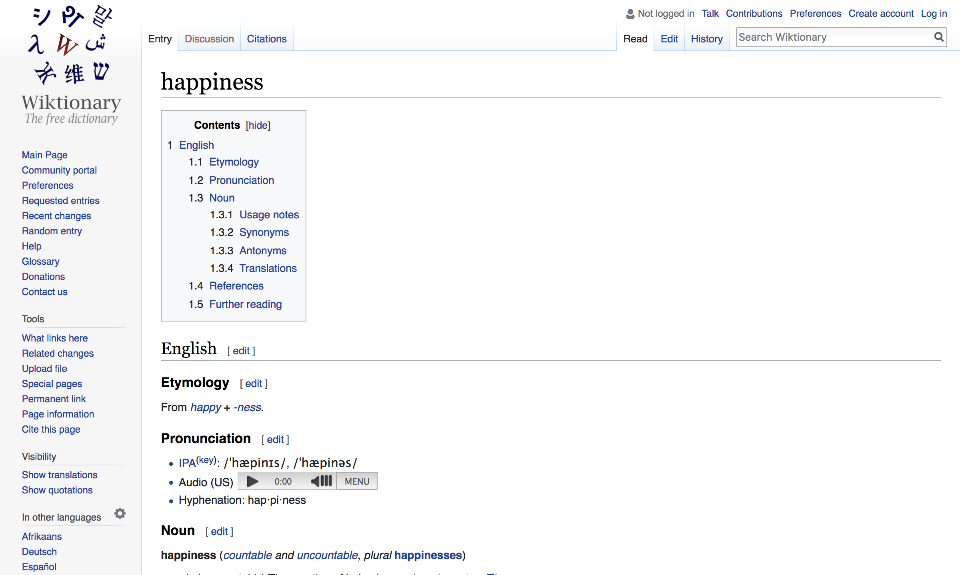 Not logged in Talk Contributions Preferences Create account Log in
Entry Discussion Citations Read Edit History Search Wiktionary
Wiktionary
The free dictionary
Main Page
Community portal
Preferences
Requested entries
Recent changes
Random entry
Help
Glossary
Donations
Contact us
Tools
What links here
Related changes
Upload file
Special pages
Permanent link
Page information
Cite this page
Visibility
Show translations
Show quotations
In other languages
Afrikaans
Deutsch
Español
happiness
Contents [hide]
1 English
1.1 Etymology
1.2 Pronunciation
1.3 Noun
1.3.1 Usage notes
1.3.2 Synonyms
1.3.3 Antonyms
1.3.4 Translations
1.4 References
1.5 Further reading
English [ edit ]
Etymology [ edit ]
From happy + -ness.
Pronunciation [ edit ]
• IPA(key): /ˈhæpinɪs/, /ˈhæpinəs/
• Audio (US) 0:00 MENU
• Hyphenation: hap·pi·ness
Noun [ edit ]
happiness (countable and uncountable, plural happinesses)